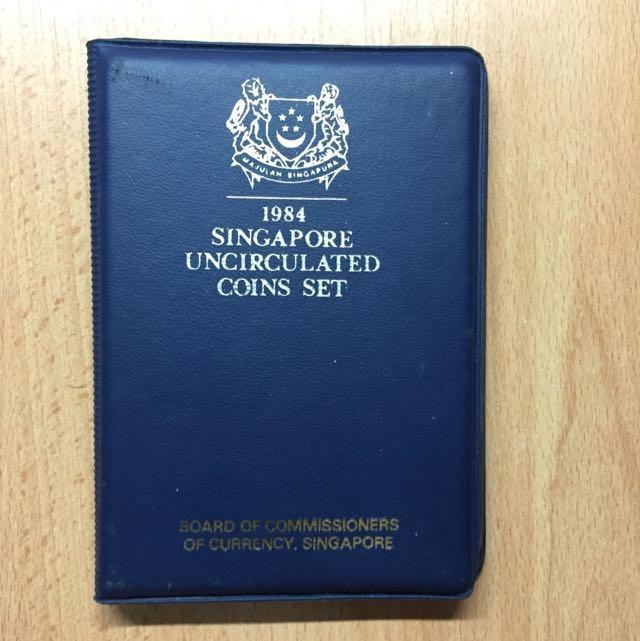 MAJULAH SINGAPURA
1984
SINGAPORE
UNCIRCULATED
COINS SET
BOARD OF COMMISSIONERS
OF CURRENCY, SINGAPORE